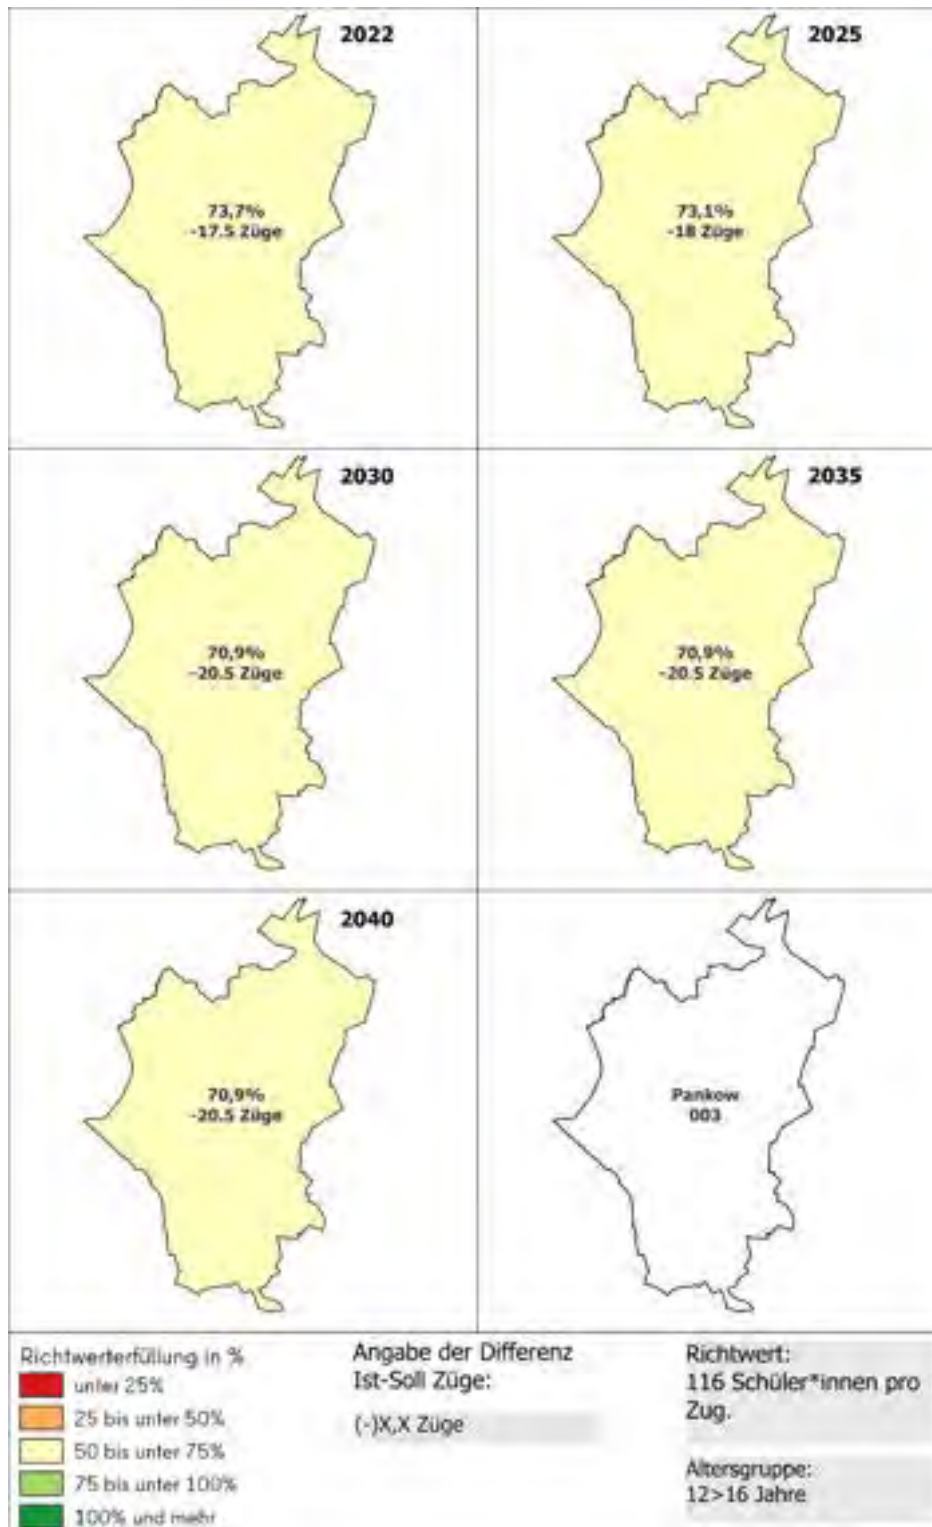 2022
73,7%
-17.5 Züge
2025
73,1%
-18 Züge
2030
70,9%
-20.5 Züge
2035
70,9%
-20.5 Züge
2040
70,9%
-20.5 Züge
Pankow
003
Richtwerterfüllung in %
unter 25%
25 bis unter 50%
50 bis unter 75%
75 bis unter 100%
100% und mehr
Angabe der Differenz
Ist-Soll Züge:
(-)X,X Züge
Richtwert:
116 Schüler*innen pro
Zug.
Altersgruppe:
12>16 Jahre